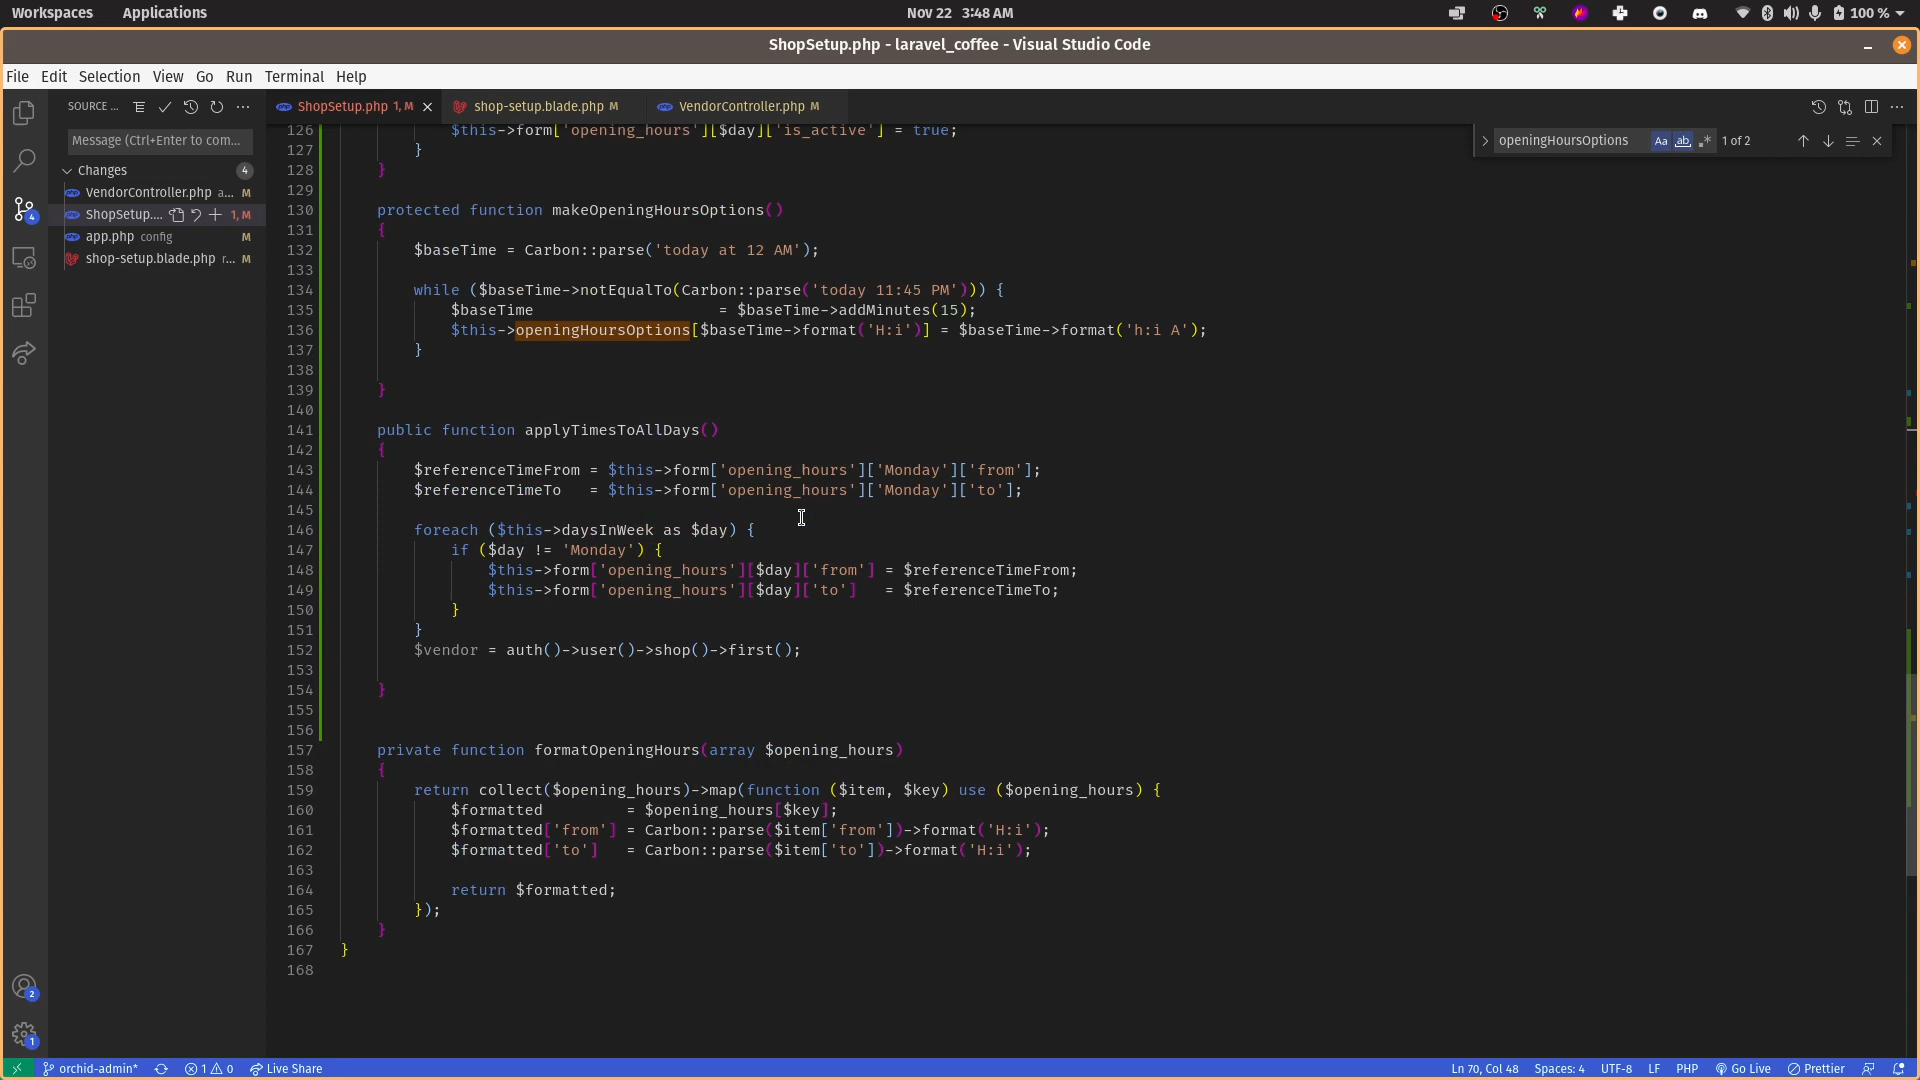 Workspaces Applications Nov 22 3:48 AM 100 %
ShopSetup.php - laravel_coffee - Visual Studio Code
File Edit Selection View Go Run Terminal Help
SOURCE ...
ShopSetup.php 1, M
shop-setup.blade.php M
VendorController.php M
Message (Ctrl+Enter to com...
Changes 4
VendorController.php a... M
ShopSetup.... 1, M
app.php config M
shop-setup.blade.php r... M
4
2
1
openingHoursOptions Aa ab .* 1 of 2
126 $this->form['opening_hours'][$day]['is_active'] = true;
127 }
128 }
129
130 protected function makeOpeningHoursOptions()
131 {
132 $baseTime = Carbon::parse('today at 12 AM');
133
134 while ($baseTime->notEqualTo(Carbon::parse('today 11:45 PM'))) {
135 $baseTime = $baseTime->addMinutes(15);
136 $this->openingHoursOptions[$baseTime->format('H:i')] = $baseTime->format('h:i A');
137 }
138
139 }
140
141 public function applyTimesToAllDays()
142 {
143 $referenceTimeFrom = $this->form['opening_hours']['Monday']['from'];
144 $referenceTimeTo = $this->form['opening_hours']['Monday']['to'];
145
146 foreach ($this->daysInWeek as $day) {
147 if ($day != 'Monday') {
148 $this->form['opening_hours'][$day]['from'] = $referenceTimeFrom;
149 $this->form['opening_hours'][$day]['to'] = $referenceTimeTo;
150 }
151 }
152 $vendor = auth()->user()->shop()->first();
153
154 }
155
156
157 private function formatOpeningHours(array $opening_hours)
158 {
159 return collect($opening_hours)->map(function ($item, $key) use ($opening_hours) {
160 $formatted = $opening_hours[$key];
161 $formatted['from'] = Carbon::parse($item['from'])->format('H:i');
162 $formatted['to'] = Carbon::parse($item['to'])->format('H:i');
163
164 return $formatted;
165 });
166 }
167 }
168
orchid-admin* 1 0 Live Share Ln 70, Col 48 Spaces: 4 UTF-8 LF PHP Go Live Prettier